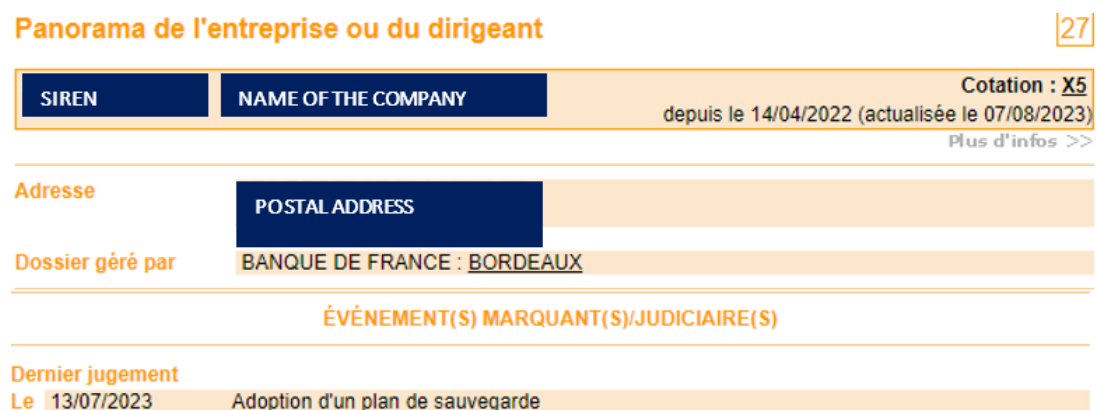 Panorama de l'entreprise ou du dirigeant 27
SIREN NAME OF THE COMPANY Cotation : X5
depuis le 14/04/2022 (actualisée le 07/08/2023)
Plus d'infos >>
Adresse POSTAL ADDRESS
Dossier géré par BANQUE DE FRANCE : BORDEAUX
ÉVÉNEMENT(S) MARQUANT(S)/JUDICIAIRE(S)
Dernier jugement
Le 13/07/2023 Adoption d'un plan de sauvegarde